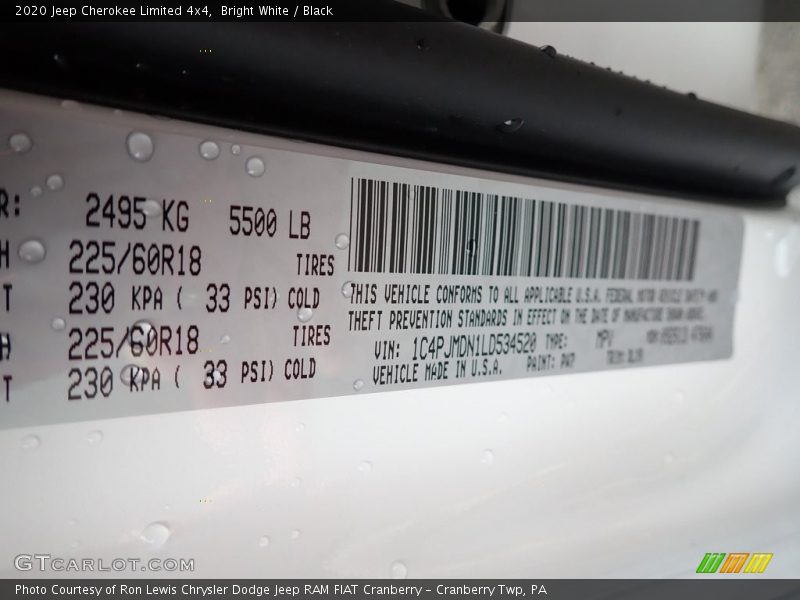 2020 Jeep Cherokee Limited 4x4,  Bright White / Black
R: 2495 KG 5500 LB
H 225/60R18 TIRES
T 230 KPA ( 33 PSI) COLD
H 225/60R18 TIRES
T 230 KPA ( 33 PSI) COLD
THIS VEHICLE CONFORMS TO ALL APPLICABLE U.S.A. FEDERAL MOTOR VEHICLE SAFETY AND
THEFT PREVENTION STANDARDS IN EFFECT ON THE DATE OF MANUFACTURE SHOWN ABOVE.
VIN: 1C4PJMDN1LD534520 TYPE: MPV
VEHICLE MADE IN U.S.A. PAINT: PW7
GTCARLOT.COM
Photo Courtesy of Ron Lewis Chrysler Dodge Jeep RAM FIAT Cranberry – Cranberry Twp, PA